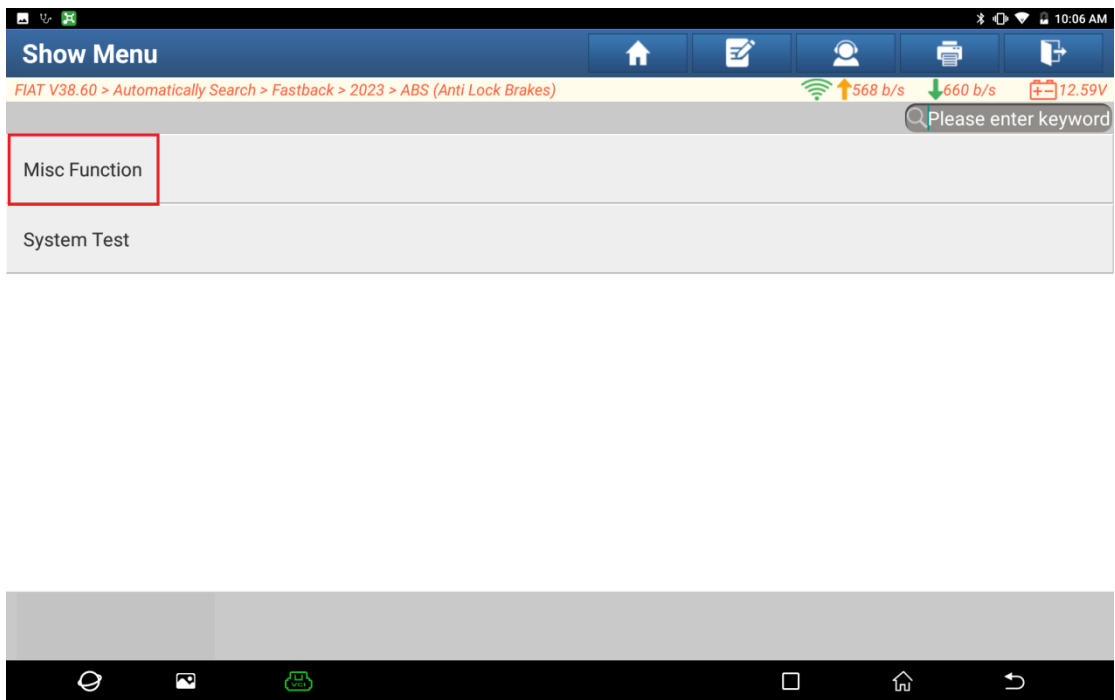 10:06 AM
Show Menu
FIAT V38.60 > Automatically Search > Fastback > 2023 > ABS (Anti Lock Brakes)
568 b/s 660 b/s 12.59V
Please enter keyword
Misc Function
System Test
VCI